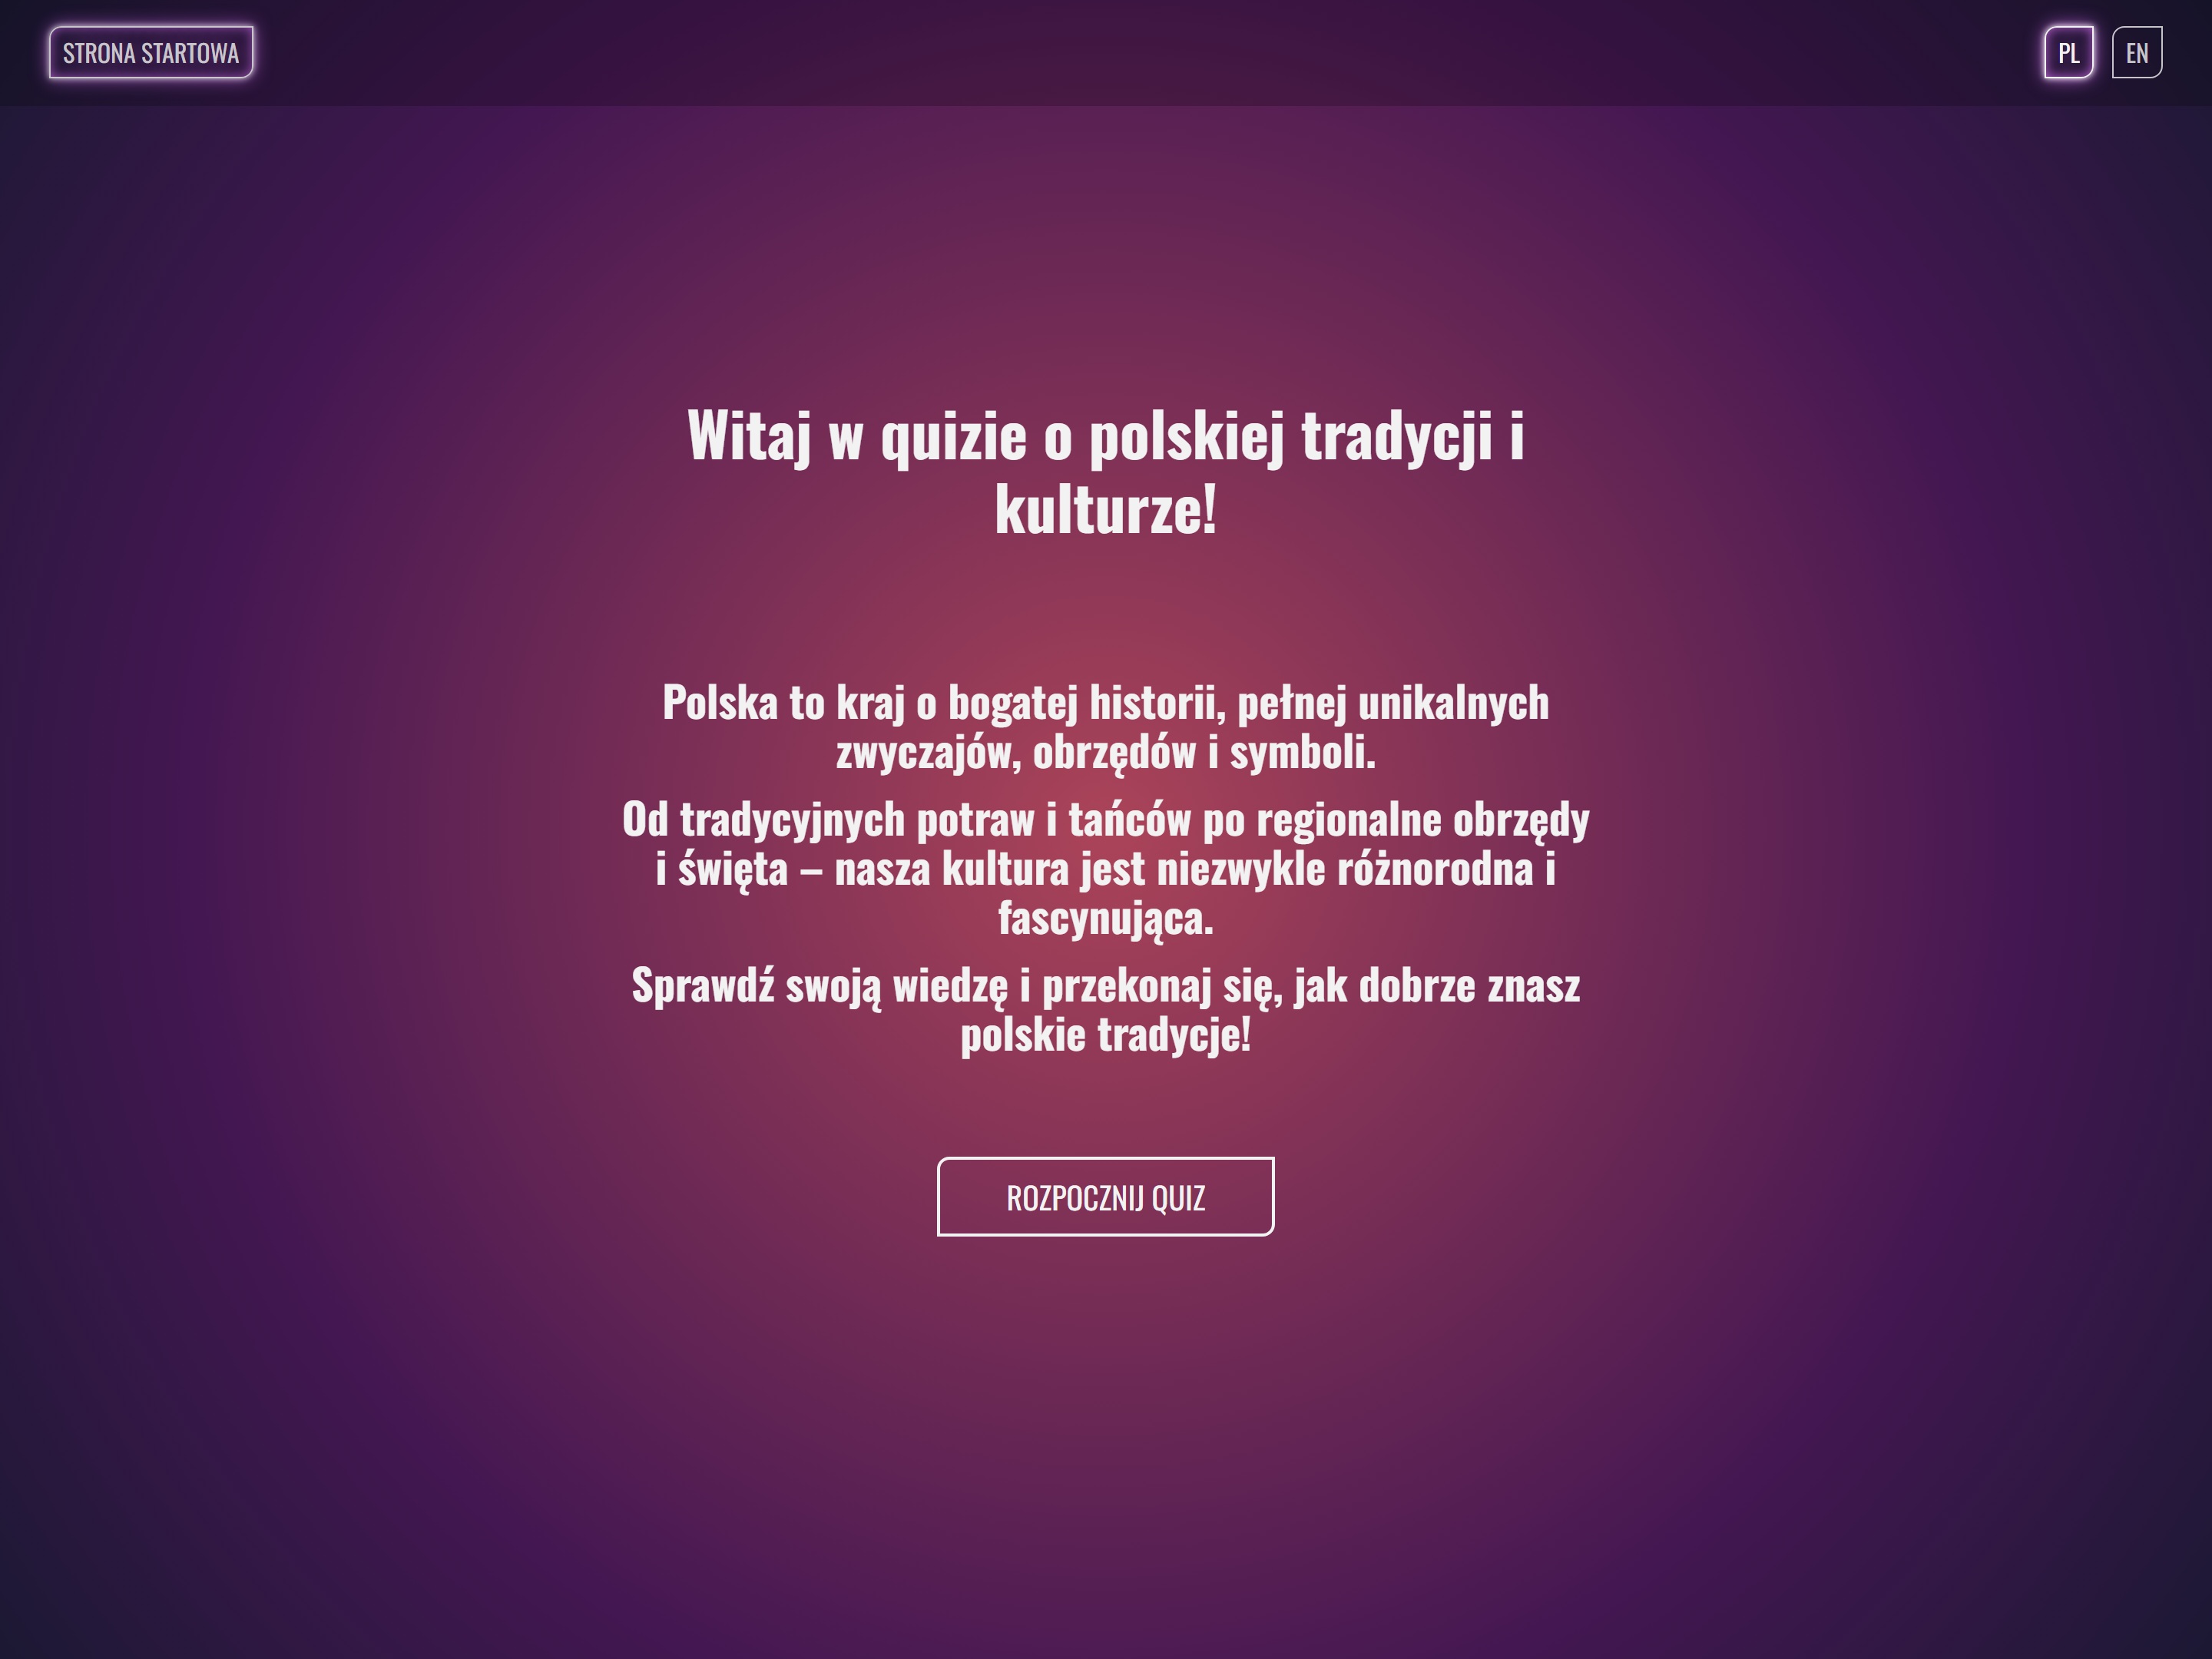 STRONA STARTOWA
PL
EN
Witaj w quizie o polskiej tradycji i
kulturze!
Polska to kraj o bogatej historii, pełnej unikalnych
zwyczajów, obrzędów i symboli.
Od tradycyjnych potraw i tańców po regionalne obrzędy
i święta – nasza kultura jest niezwykle różnorodna i
fascynująca.
Sprawdź swoją wiedzę i przekonaj się, jak dobrze znasz
polskie tradycje!
ROZPOCZNIJ QUIZ